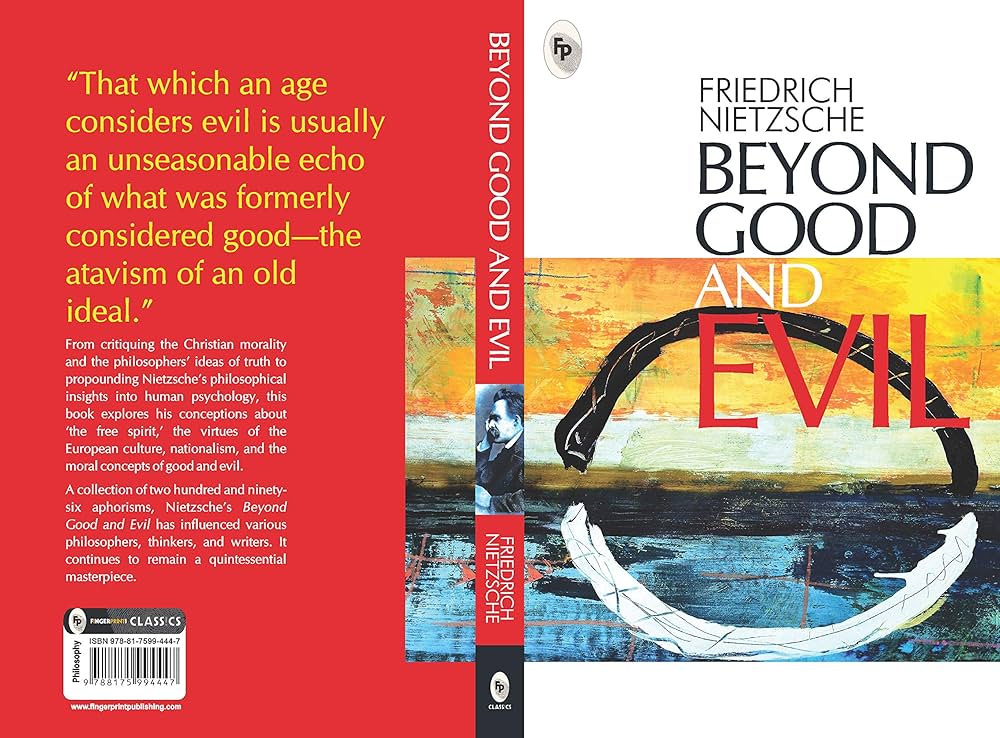 “That which an age
considers evil is usually
an unseasonable echo
of what was formerly
considered good—the
atavism of an old
ideal.”
From critiquing the Christian morality
and the philosophers’ ideas of truth to
propounding Nietzsche’s philosophical
insights into human psychology, this
book explores his conceptions about
‘the free spirit,’ the virtues of the
European culture, nationalism, and the
moral concepts of good and evil.
A collection of two hundred and ninety-
six aphorisms, Nietzsche’s Beyond
Good and Evil has influenced various
philosophers, thinkers, and writers. It
continues to remain a quintessential
masterpiece.
FP FINGERPRINT! CLASSICS
Philosophy
ISBN 978-81-7599-444-7
9 788175 994447
www.fingerprintpublishing.com
BEYOND GOOD AND EVIL
FRIEDRICH
NIETZSCHE
FP
CLASSICS
FP
FRIEDRICH
NIETZSCHE
BEYOND
GOOD
AND
EVIL